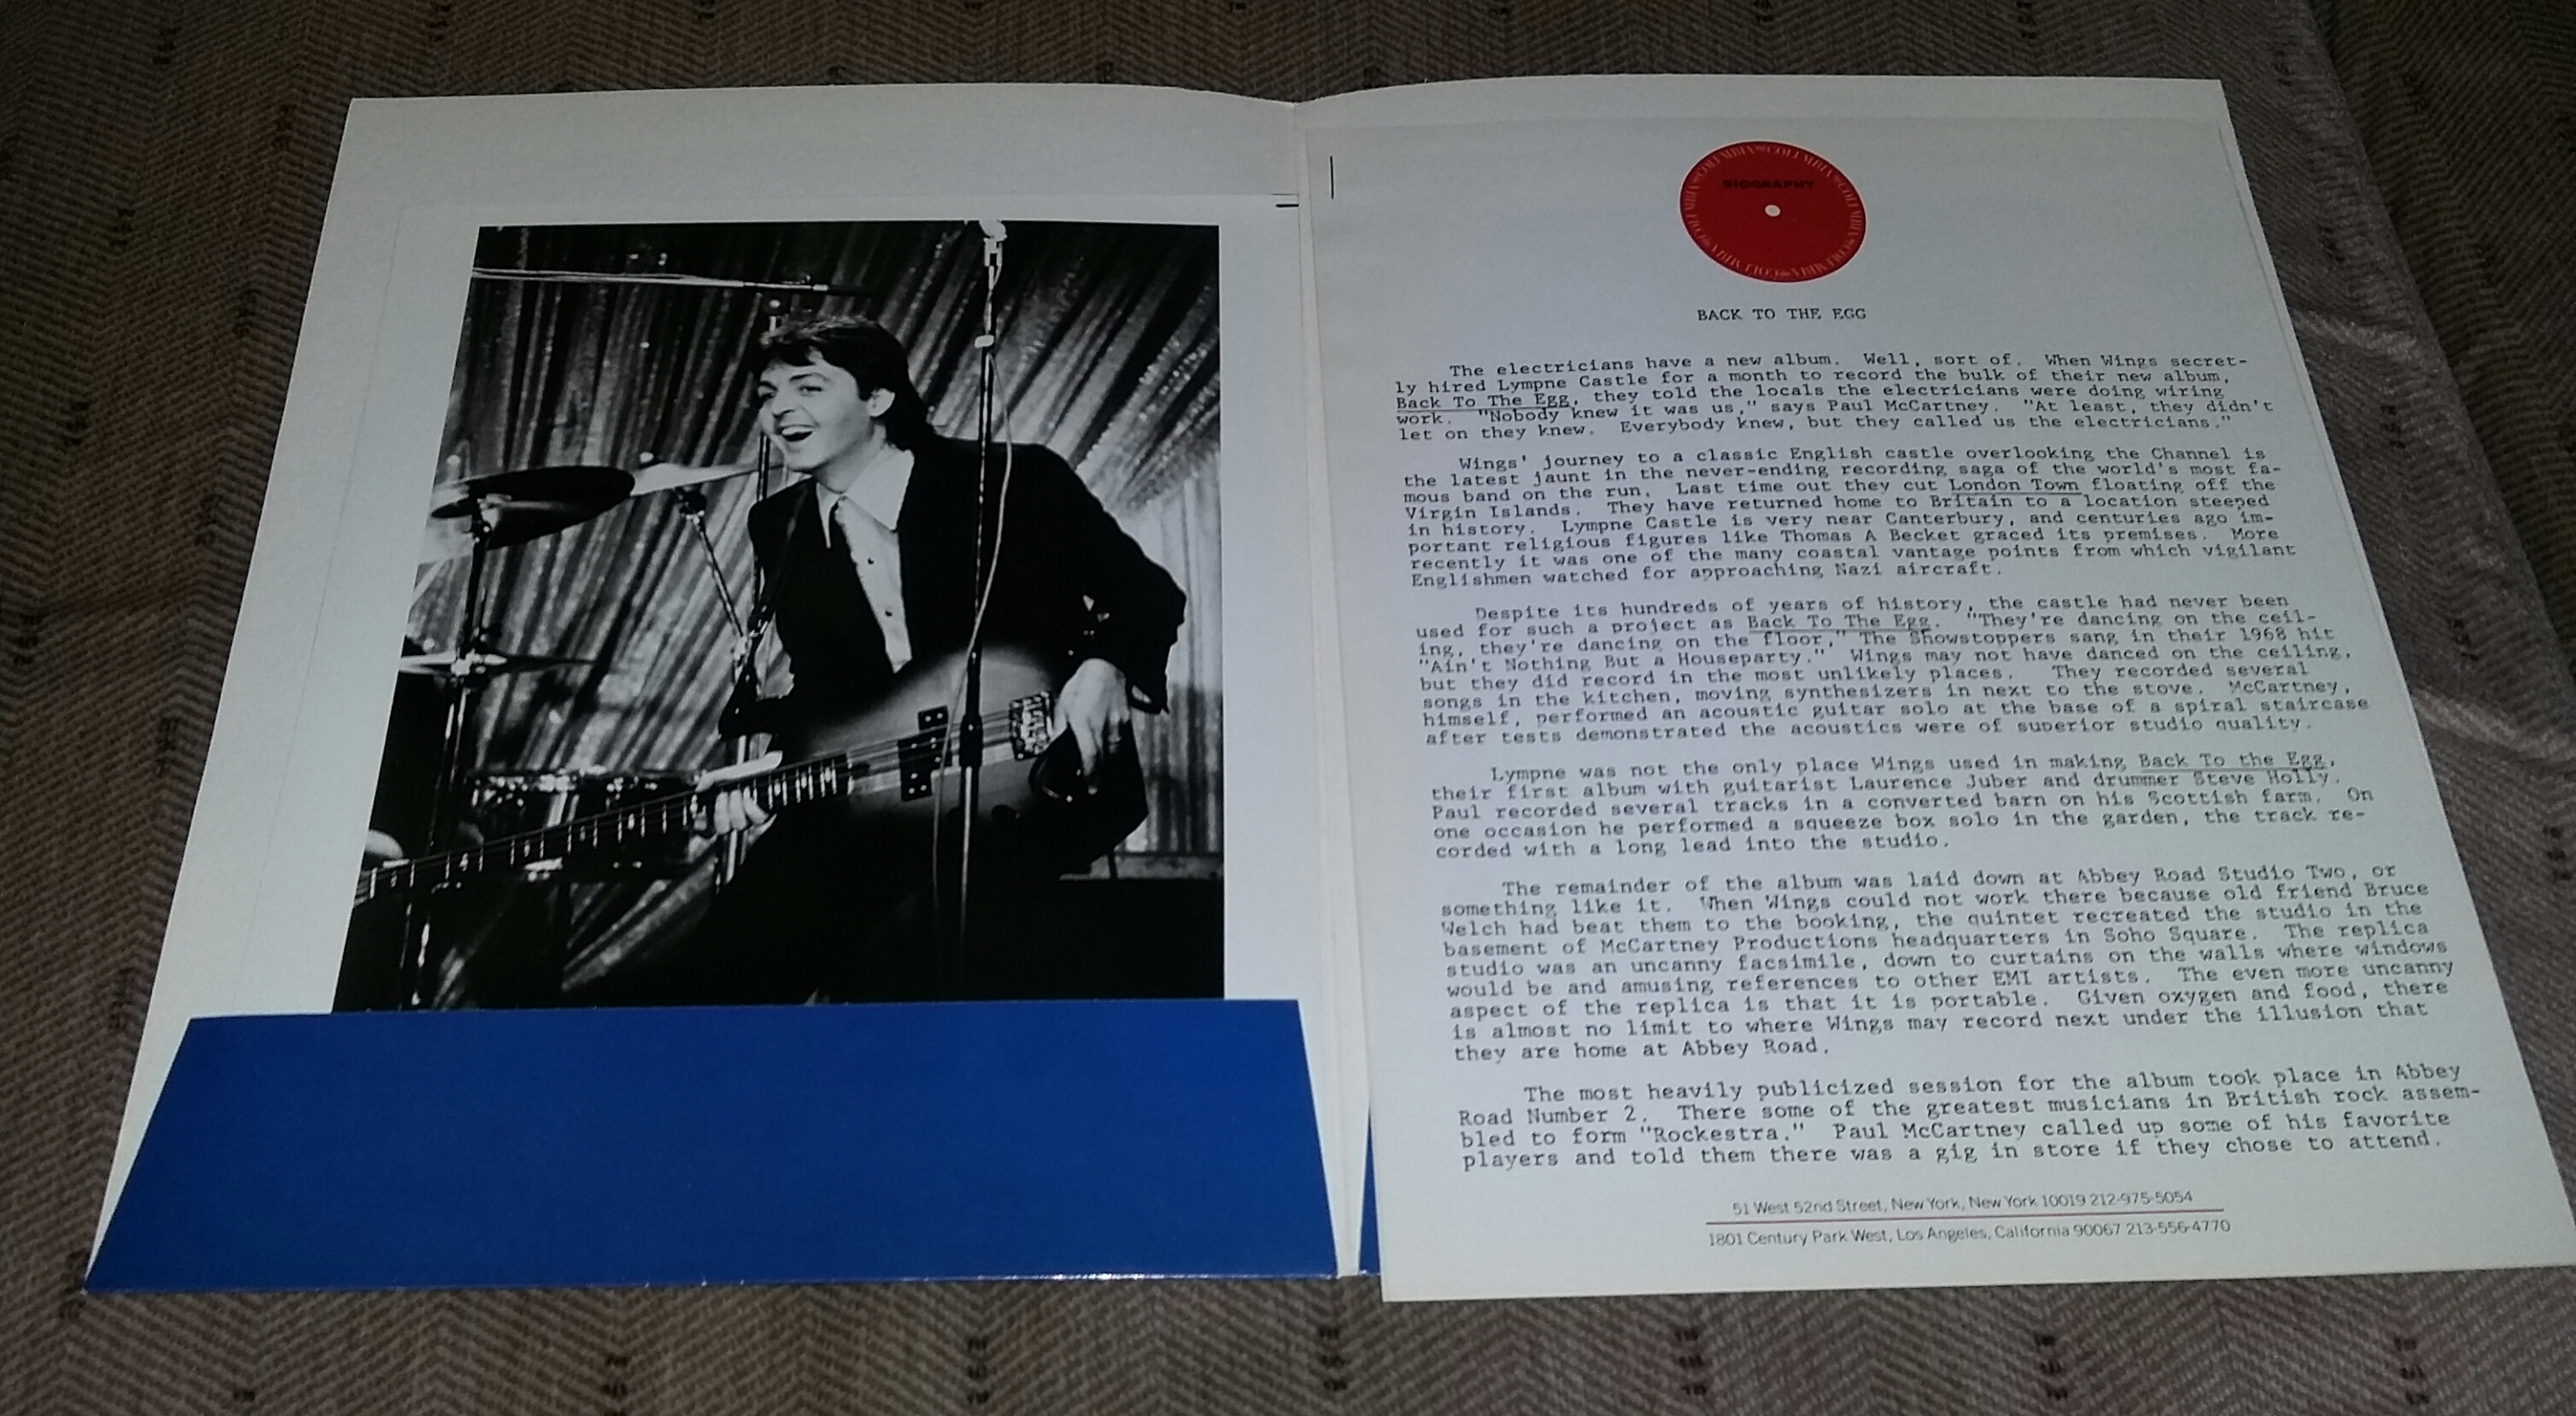 COLUMBIA COLUMBIA COLUMBIA COLUMBIA COLUMBIA COLUMBIA
BIOGRAPHY
BACK TO THE EGG
The electricians have a new album. Well, sort of. When Wings secret-
ly hired Lympne Castle for a month to record the bulk of their new album,
Back To The Egg, they told the locals the electricians were doing wiring
work. "Nobody knew it was us," says Paul McCartney. "At least, they didn't
let on they knew. Everybody knew, but they called us the electricians."
Wings' journey to a classic English castle overlooking the Channel is
the latest jaunt in the never-ending recording saga of the world's most fa-
mous band on the run. Last time out they cut London Town floating off the
Virgin Islands. They have returned home to Britain to a location steeped
in history. Lympne Castle is very near Canterbury, and centuries ago im-
portant religious figures like Thomas A Becket graced its premises. More
recently it was one of the many coastal vantage points from which vigilant
Englishmen watched for approaching Nazi aircraft.
Despite its hundreds of years of history, the castle had never been
used for such a project as Back To The Egg. "They're dancing on the ceil-
ing, they're dancing on the floor," The Showstoppers sang in their 1968 hit
"Ain't Nothing But a Houseparty." Wings may not have danced on the ceiling,
but they did record in the most unlikely places. They recorded several
songs in the kitchen, moving synthesizers in next to the stove. McCartney,
himself, performed an acoustic guitar solo at the base of a spiral staircase
after tests demonstrated the acoustics were of superior studio quality.
Lympne was not the only place Wings used in making Back To the Egg,
their first album with guitarist Laurence Juber and drummer Steve Holly.
Paul recorded several tracks in a converted barn on his Scottish farm. On
one occasion he performed a squeeze box solo in the garden, the track re-
corded with a long lead into the studio.
The remainder of the album was laid down at Abbey Road Studio Two, or
something like it. When Wings could not work there because old friend Bruce
Welch had beat them to the booking, the quintet recreated the studio in the
basement of McCartney Productions headquarters in Soho Square. The replica
studio was an uncanny facsimile, down to curtains on the walls where windows
would be and amusing references to other EMI artists. The even more uncanny
aspect of the replica is that it is portable. Given oxygen and food, there
is almost no limit to where Wings may record next under the illusion that
they are home at Abbey Road.
The most heavily publicized session for the album took place in Abbey
Road Number 2. There some of the greatest musicians in British rock assem-
bled to form "Rockestra." Paul McCartney called up some of his favorite
players and told them there was a gig in store if they chose to attend.
51 West 52nd Street, New York, New York 10019 212-975-5054
1801 Century Park West, Los Angeles, California 90067 213-556-4770